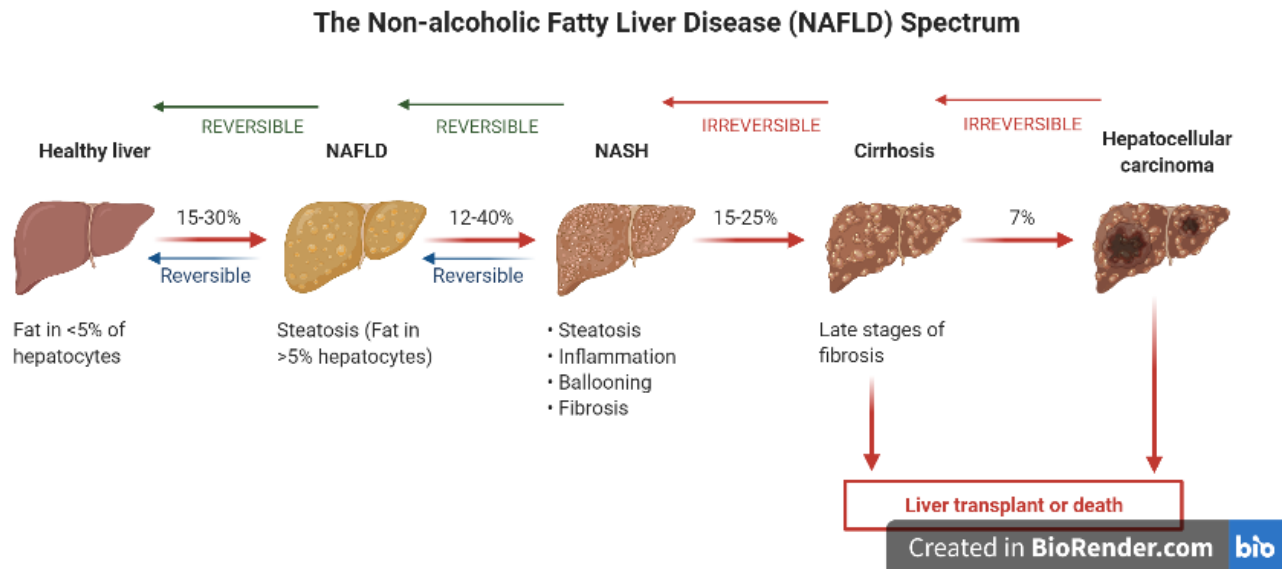 The Non-alcoholic Fatty Liver Disease (NAFLD) Spectrum
REVERSIBLE
REVERSIBLE
IRREVERSIBLE
IRREVERSIBLE
Healthy liver
NAFLD
NASH
Cirrhosis
Hepatocellular
carcinoma
15-30%
12-40%
15-25%
7%
Reversible
Reversible
Fat in <5% of
hepatocytes
Steatosis (Fat in
>5% hepatocytes)
• Steatosis
• Inflammation
• Ballooning
• Fibrosis
Late stages of
fibrosis
Liver transplant or death
Created in BioRender.com bio